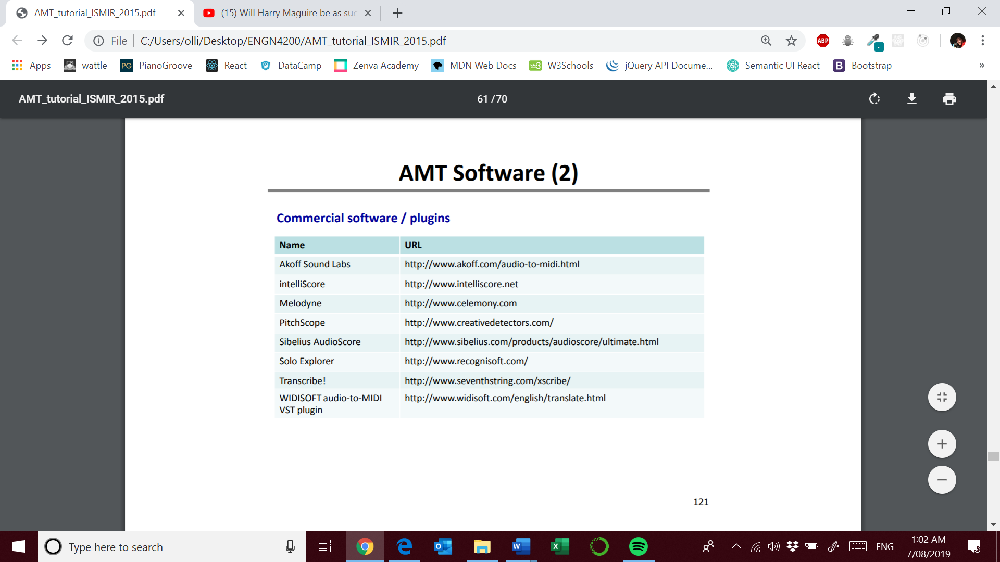 AMT_tutorial_ISMIR_2015.pdf
(15) Will Harry Maguire be as suc
File
C:/Users/olli/Desktop/ENGN4200/AMT_tutorial_ISMIR_2015.pdf
ABP
Apps
wattle
PG PianoGroove
React
DataCamp
Zenva Academy
MDN Web Docs
W3Schools
jQuery API Docume...
Semantic UI React
B Bootstrap
»
AMT_tutorial_ISMIR_2015.pdf
61 / 70
AMT Software (2)
Commercial software / plugins
Name URL
Akoff Sound Labs http://www.akoff.com/audio-to-midi.html
intelliScore http://www.intelliscore.net
Melodyne http://www.celemony.com
PitchScope http://www.creativedetectors.com/
Sibelius AudioScore http://www.sibelius.com/products/audioscore/ultimate.html
Solo Explorer http://www.recognisoft.com/
Transcribe! http://www.seventhstring.com/xscribe/
WIDISOFT audio-to-MIDI http://www.widisoft.com/english/translate.html
VST plugin
121
Type here to search
ENG
1:02 AM
7/08/2019